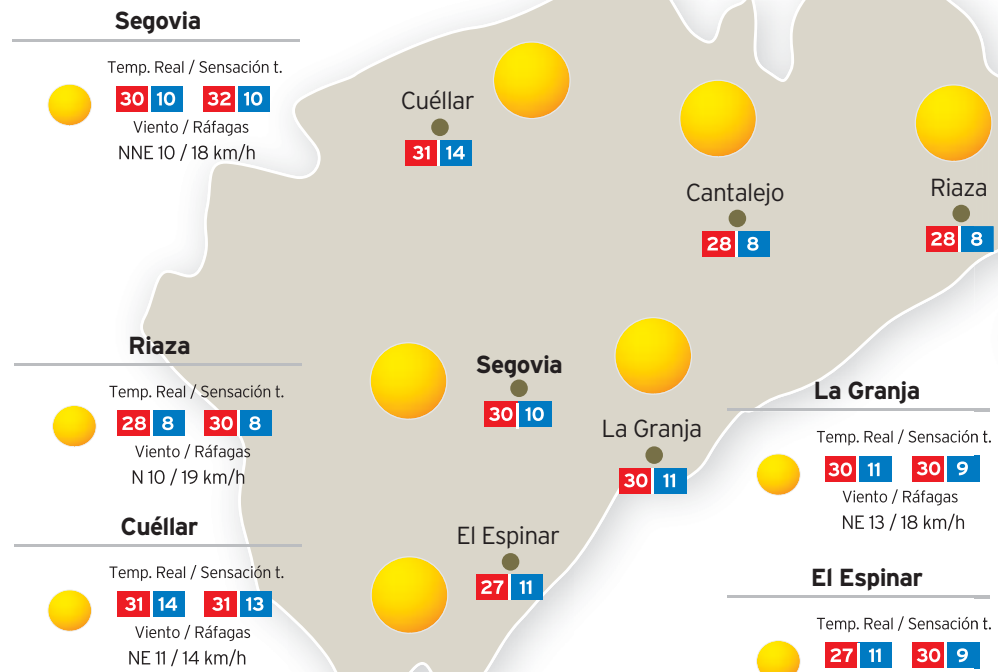 Segovia
Temp. Real / Sensación t.
30 10 32 10
Viento / Ráfagas
NNE 10 / 18 km/h
Cuéllar
31 14
Cantalejo
28 8
Riaza
28 8
Riaza
Temp. Real / Sensación t.
28 8 30 8
Viento / Ráfagas
N 10 / 19 km/h
Segovia
30 10
La Granja
30 11
La Granja
Temp. Real / Sensación t.
30 11 30 9
Viento / Ráfagas
NE 13 / 18 km/h
Cuéllar
Temp. Real / Sensación t.
31 14 31 13
Viento / Ráfagas
NE 11 / 14 km/h
El Espinar
27 11
El Espinar
Temp. Real / Sensación t.
27 11 30 9